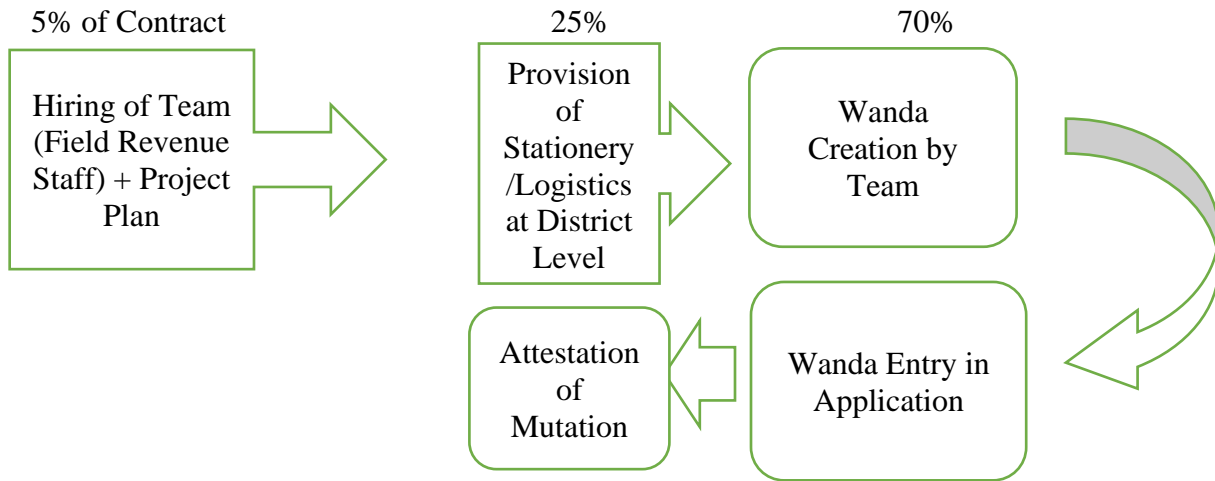 5% of Contract
25%
70%
Hiring of Team
(Field Revenue
Staff) + Project
Plan
Provision
of
Stationery
/Logistics
at District
Level
Wanda
Creation by
Team
Wanda Entry in
Application
Attestation
of
Mutation